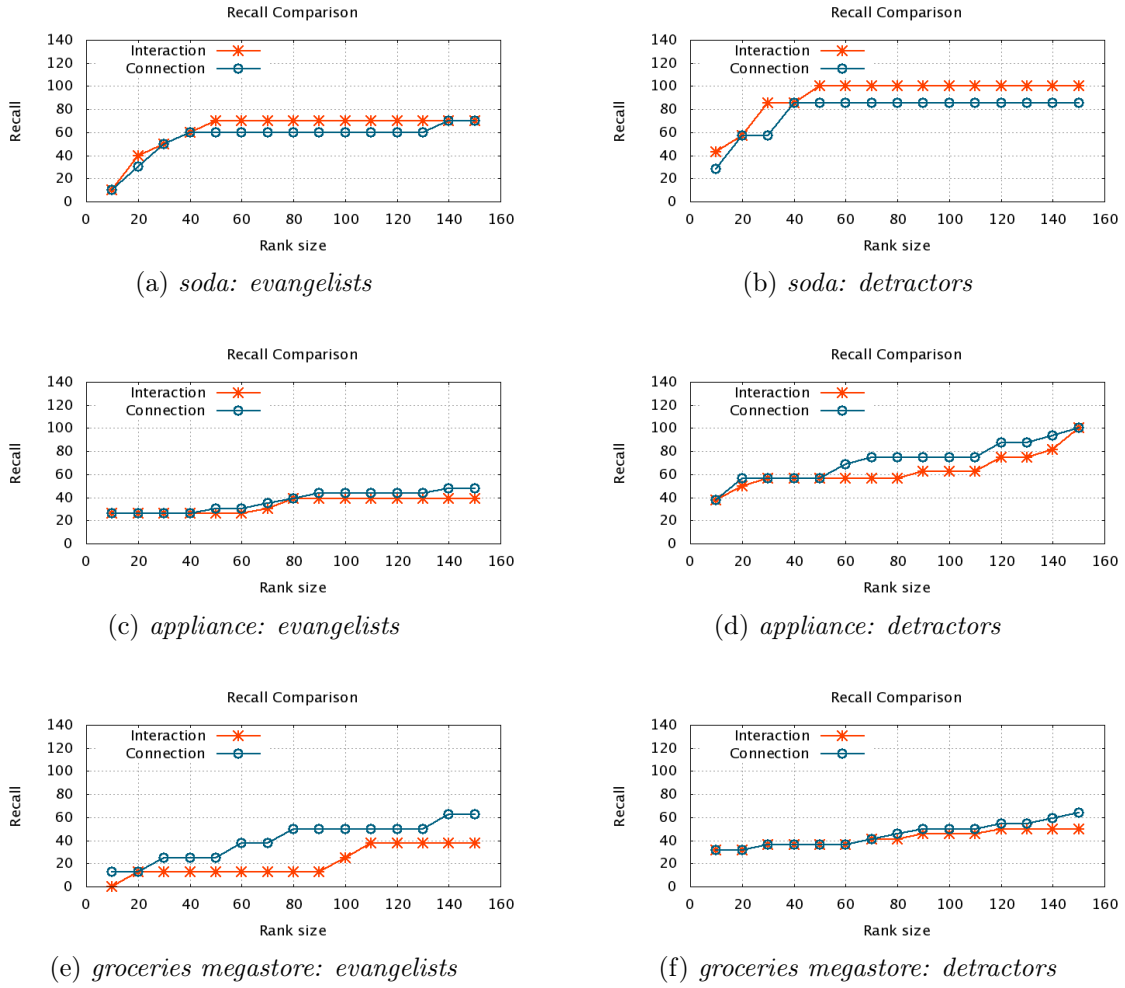 Recall Comparison
140
120
100
80
60
40
20
0
Recall
Interaction
Connection
0 20 40 60 80 100 120 140 160
Rank size
(a) soda: evangelists
Recall Comparison
140
120
100
80
60
40
20
0
Recall
Interaction
Connection
0 20 40 60 80 100 120 140 160
Rank size
(b) soda: detractors
Recall Comparison
140
120
100
80
60
40
20
0
Recall
Interaction
Connection
0 20 40 60 80 100 120 140 160
Rank size
(c) appliance: evangelists
Recall Comparison
140
120
100
80
60
40
20
0
Recall
Interaction
Connection
0 20 40 60 80 100 120 140 160
Rank size
(d) appliance: detractors
Recall Comparison
140
120
100
80
60
40
20
0
Recall
Interaction
Connection
0 20 40 60 80 100 120 140 160
Rank size
(e) groceries megastore: evangelists
Recall Comparison
140
120
100
80
60
40
20
0
Recall
Interaction
Connection
0 20 40 60 80 100 120 140 160
Rank size
(f) groceries megastore: detractors